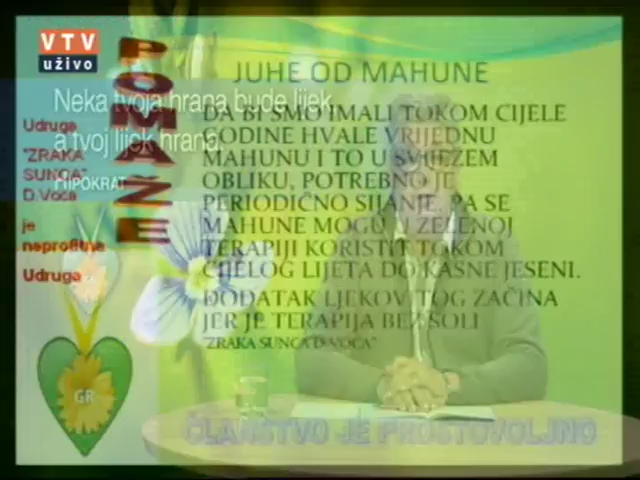 VTV
uživo
POMAŽE
JUHE OD MAHUNE
Neka tvoja hrana bude lijek,
a tvoj lijek hrana.
HIPOKRAT
DA BI SMO IMALI TOKOM CIJELE
GODINE HVALE VRIJEDNU
MAHUNU I TO U SVIJEZEM
OBLIKU, POTREBNO JE
PERIODIČNO SIJANJE. PA SE
MAHUNE MOGU U ZELENOJ
TERAPIJI KORISTIT TOKOM
CIJELOG LIJETA DO KASNE JESENI.
DODATAK LJEKOVITOG ZAČINA
JER JE TERAPIJA BEZ SOLI
"ZRAKA SUNCA D.VOĆA"
Udruga
"ZRAKA
SUNCA"
D.Voća
je
neprofitna
Udruga
GR
ČLANSTVO JE PROSTOVOLJNO